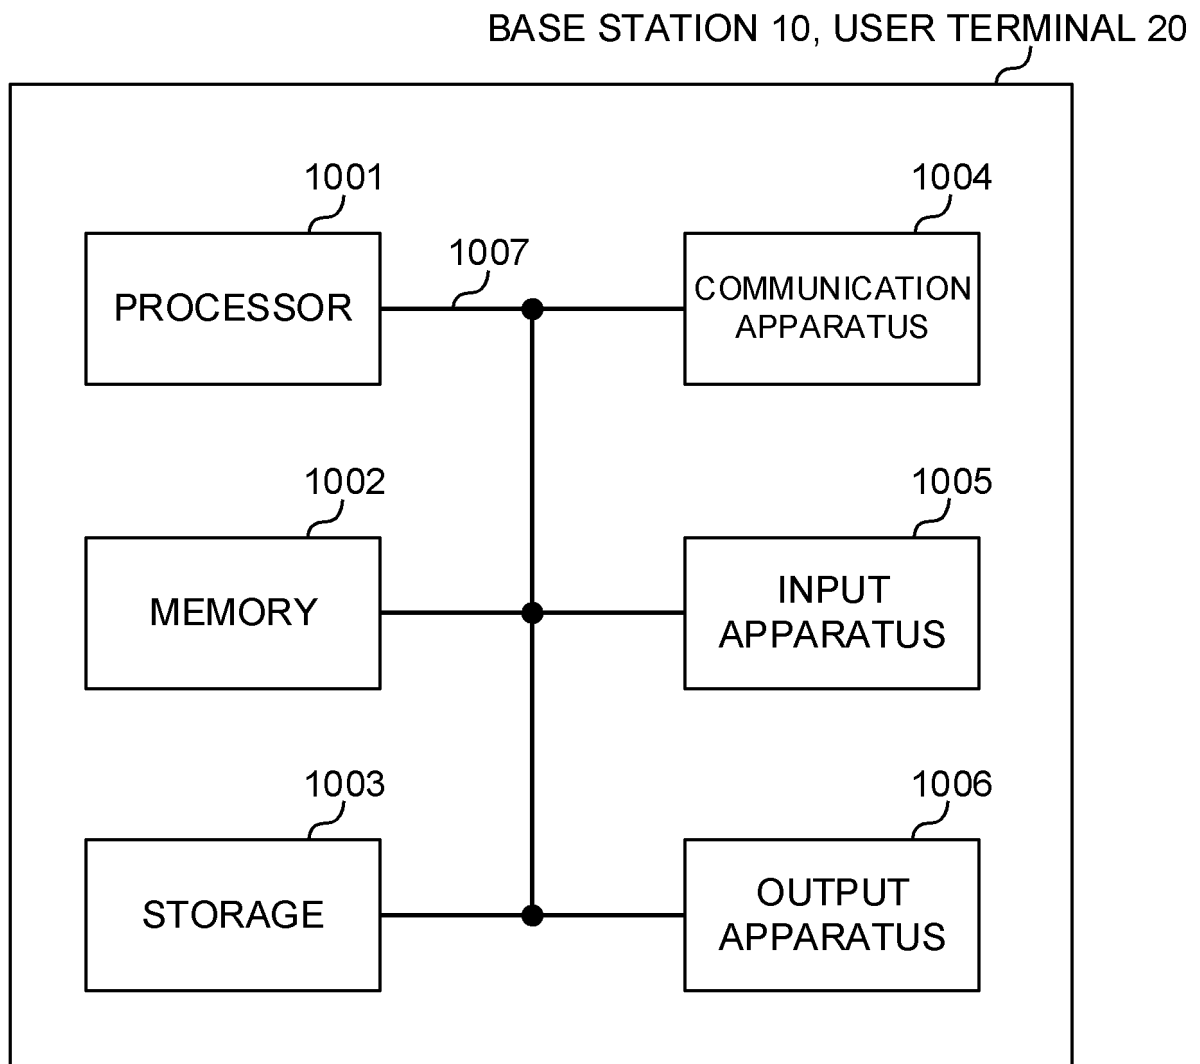 BASE STATION 10, USER TERMINAL 20
1001
PROCESSOR
1007
1004
COMMUNICATION
APPARATUS
1002
MEMORY
1005
INPUT
APPARATUS
1003
STORAGE
1006
OUTPUT
APPARATUS